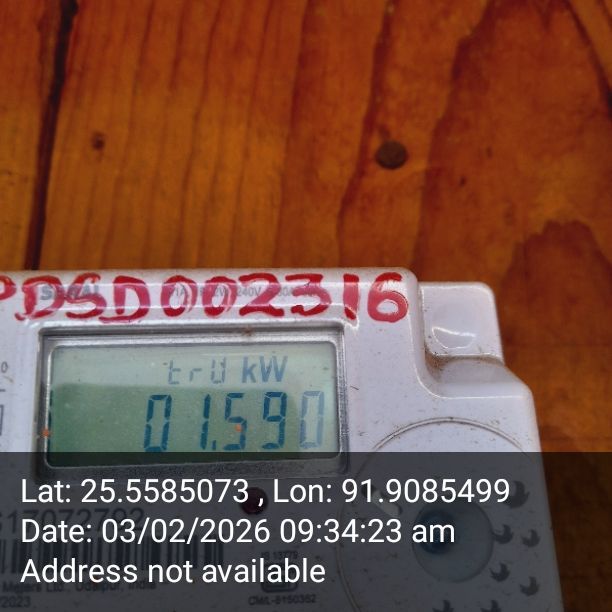 PDSD002316
trU kW
01.590
Lat: 25.5585073 , Lon: 91.9085499
Date: 03/02/2026 09:34:23 am
Address not available